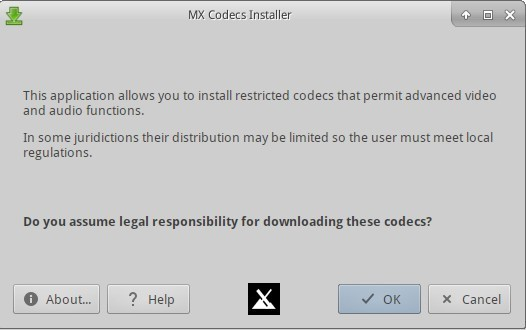 MX Codecs Installer
This application allows you to install restricted codecs that permit advanced video
and audio functions.
In some juridictions their distribution may be limited so the user must meet local
regulations.
Do you assume legal responsibility for downloading these codecs?
About...
Help
OK
Cancel